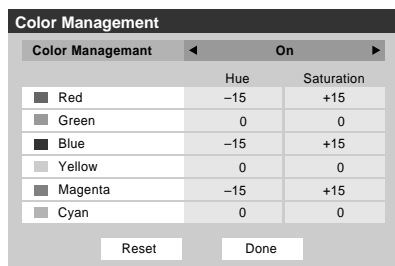 Color Management
Color Managemant ◄ On ►
Hue Saturation
Red –15 +15
Green 0 0
Blue –15 +15
Yellow 0 0
Magenta –15 +15
Cyan 0 0
Reset Done